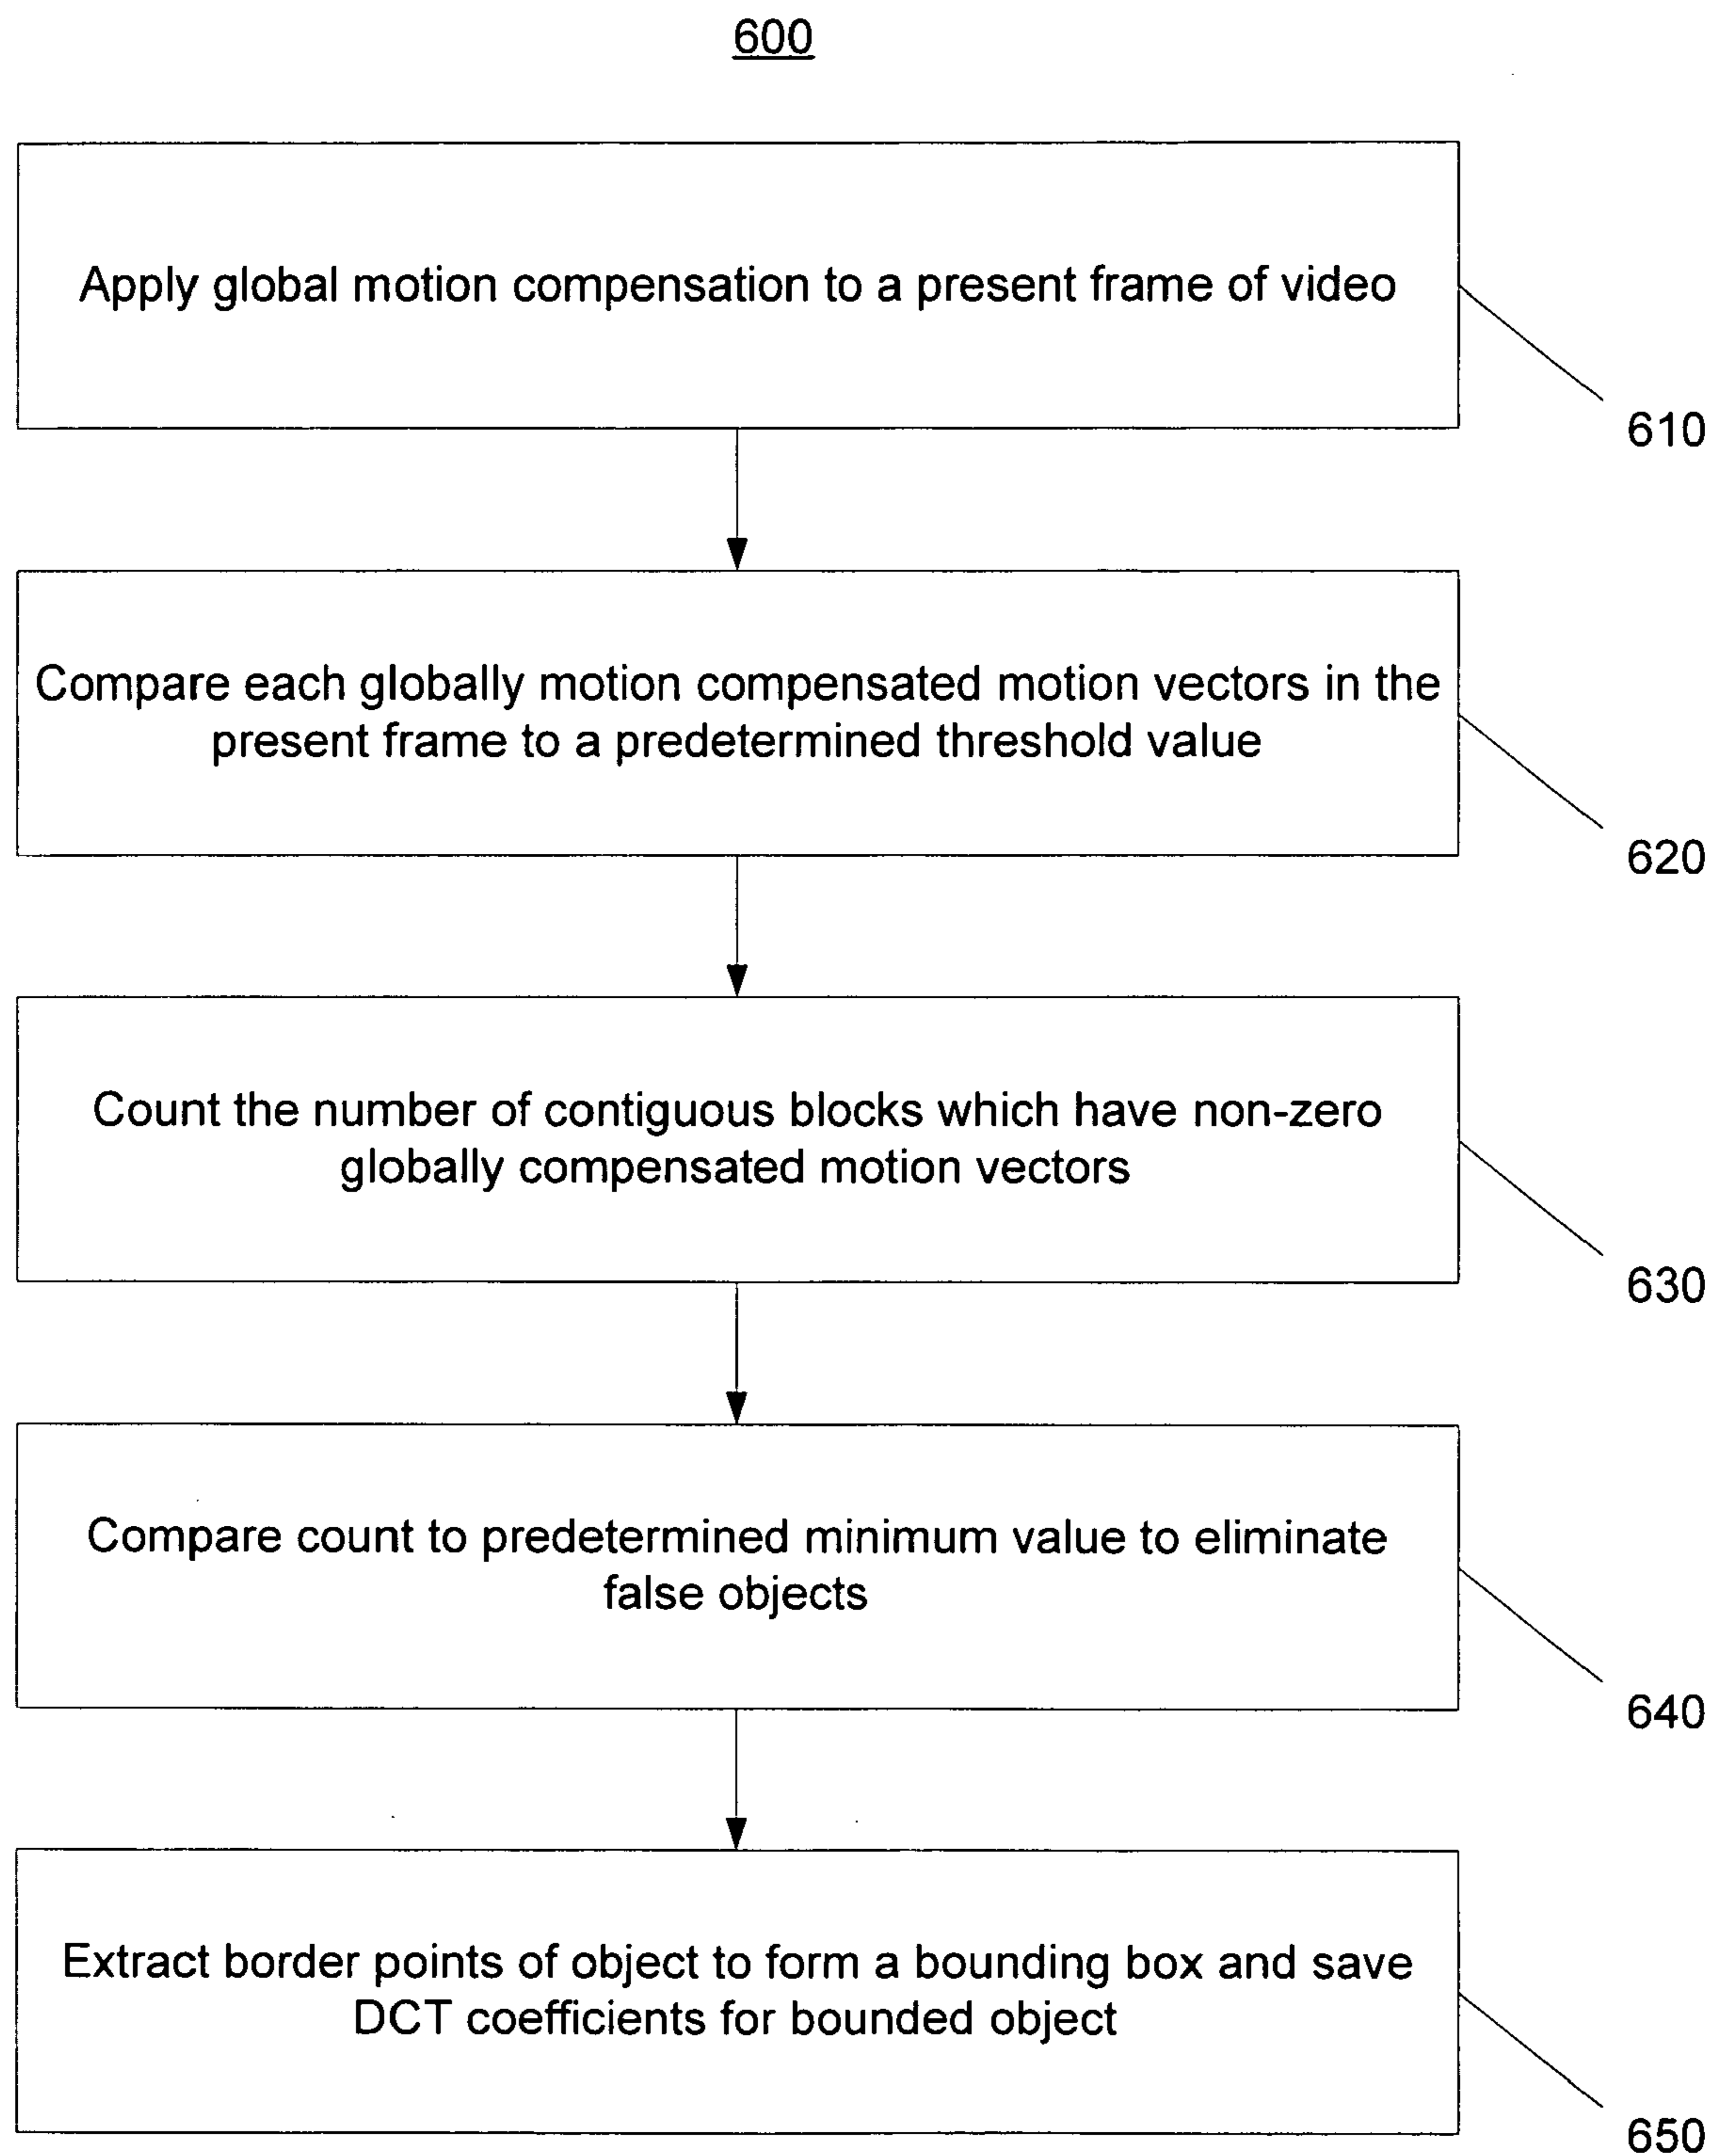 600
Apply global motion compensation to a present frame of video
610
Compare each globally motion compensated motion vectors in the
present frame to a predetermined threshold value
620
Count the number of contiguous blocks which have non-zero
globally compensated motion vectors
630
Compare count to predetermined minimum value to eliminate
false objects
640
Extract border points of object to form a bounding box and save
DCT coefficients for bounded object
650